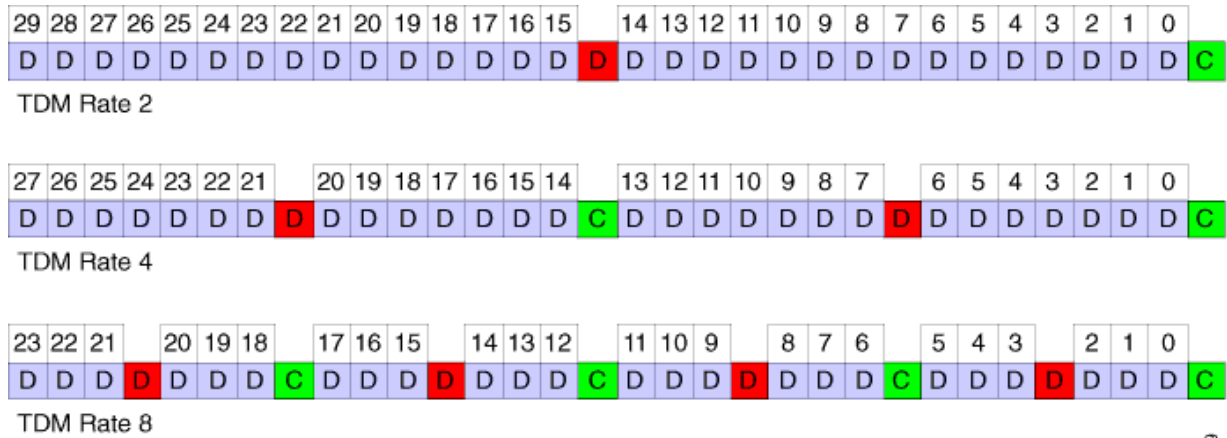 29 28 27 26 25 24 23 22 21 20 19 18 17 16 15 14 13 12 11 10 9 8 7 6 5 4 3 2 1 0
D D D D D D D D D D D D D D D D D D D D D D D D D D D D D D D C
TDM Rate 2
27 26 25 24 23 22 21 20 19 18 17 16 15 14 13 12 11 10 9 8 7 6 5 4 3 2 1 0
D D D D D D D D D D D D D D D C D D D D D D D D D D D D D D D C
TDM Rate 4
23 22 21 20 19 18 17 16 15 14 13 12 11 10 9 8 7 6 5 4 3 2 1 0
D D D D D D D C D D D D D D D C D D D D D D D C D D D D D D D C
TDM Rate 8